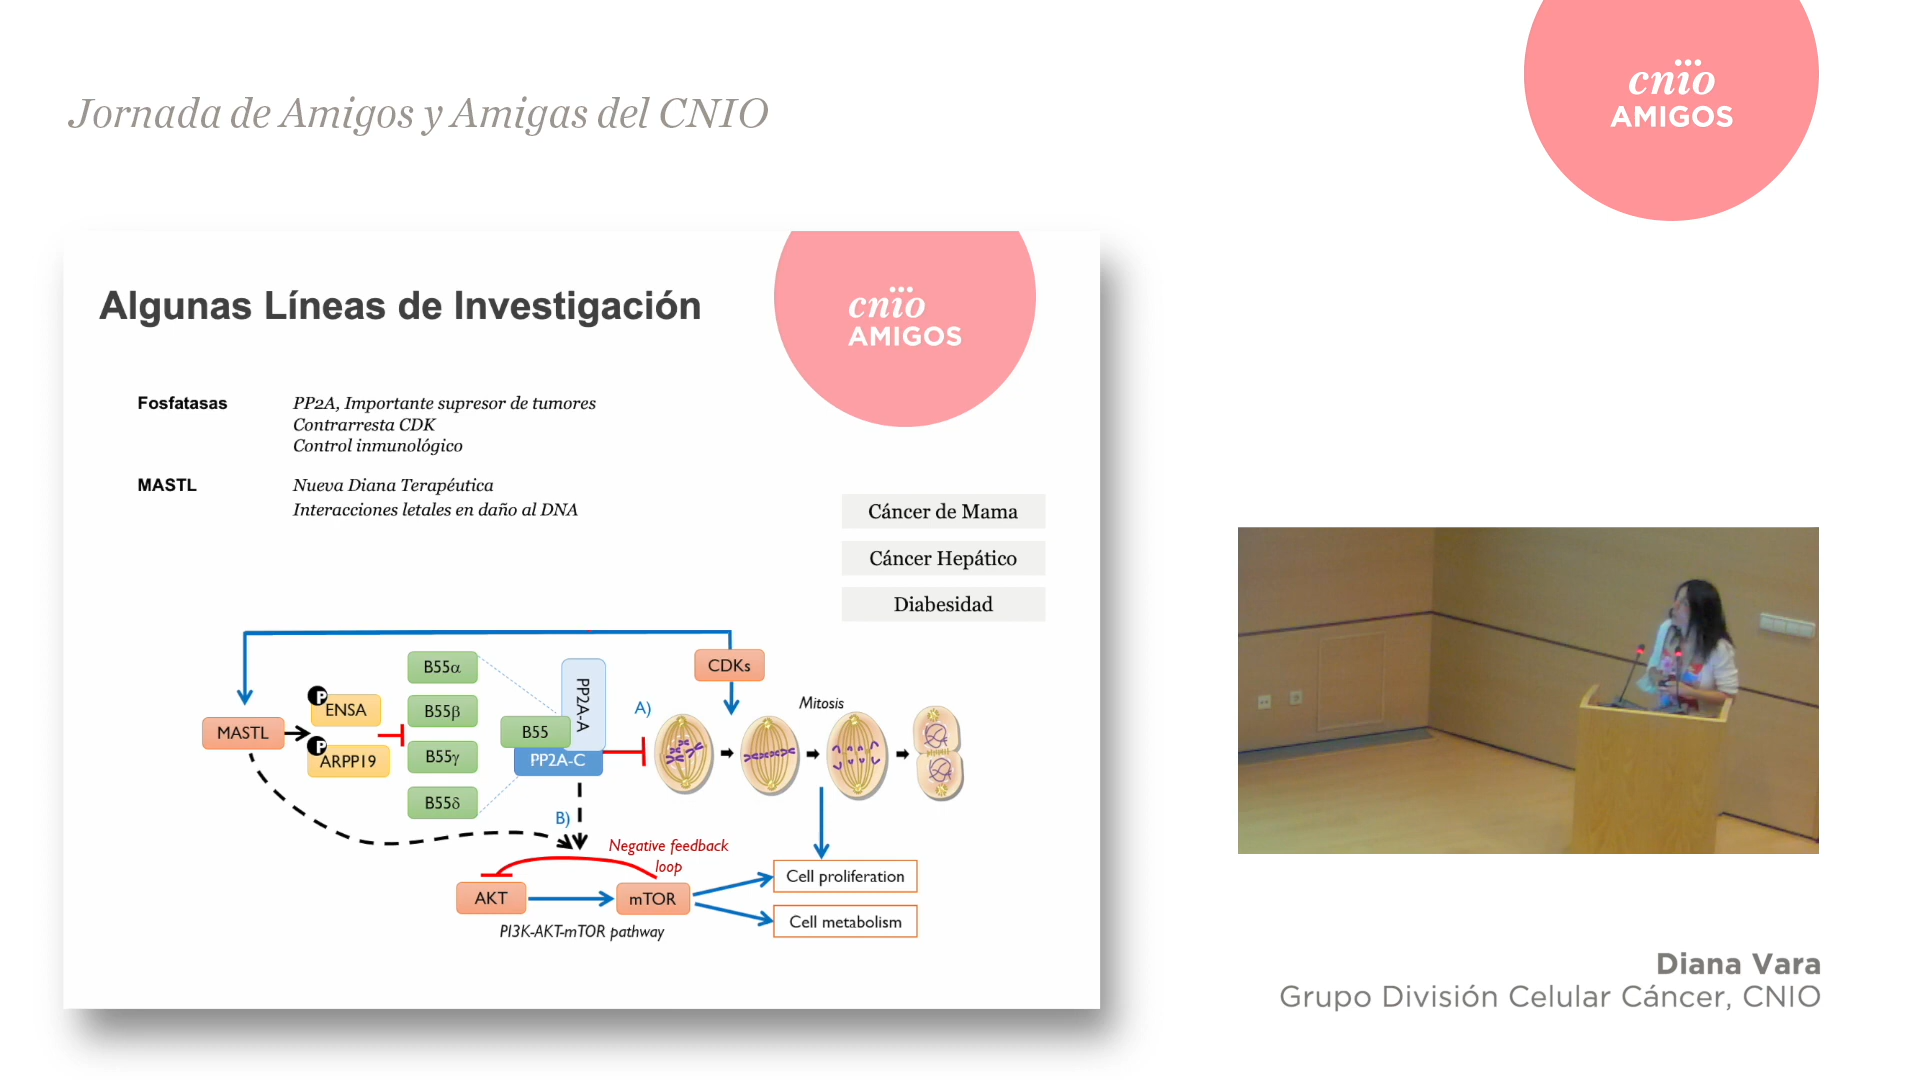 Jornada de Amigos y Amigas del CNIO
cnio
AMIGOS
Algunas Líneas de Investigación
cnio
AMIGOS
Fosfatasas
PP2A, Importante supresor de tumores
Contrarresta CDK
Control inmunológico
MASTL
Nueva Diana Terapéutica
Interacciones letales en daño al DNA
Cáncer de Mama
Cáncer Hepático
Diabesidad
CDKs
B55α
PP2A-A
P
ENSA
B55β
A)
Mitosis
MASTL
B55
P
ARPP19
B55γ
PP2A-C
B55δ
B)
Negative feedback
loop
AKT
mTOR
Cell proliferation
Cell metabolism
PI3K-AKT-mTOR pathway
Diana Vara
Grupo División Celular Cáncer, CNIO